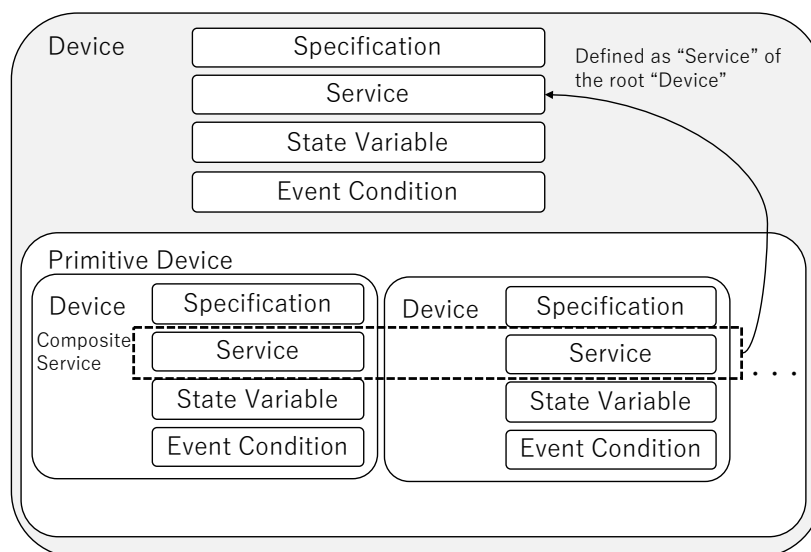 Device
Specification
Service
State Variable
Event Condition
Defined as “Service” of
the root “Device”
Primitive Device
Device
Specification
Composite
Service
Service
State Variable
Event Condition
Device
Specification
Service
State Variable
Event Condition
. . .